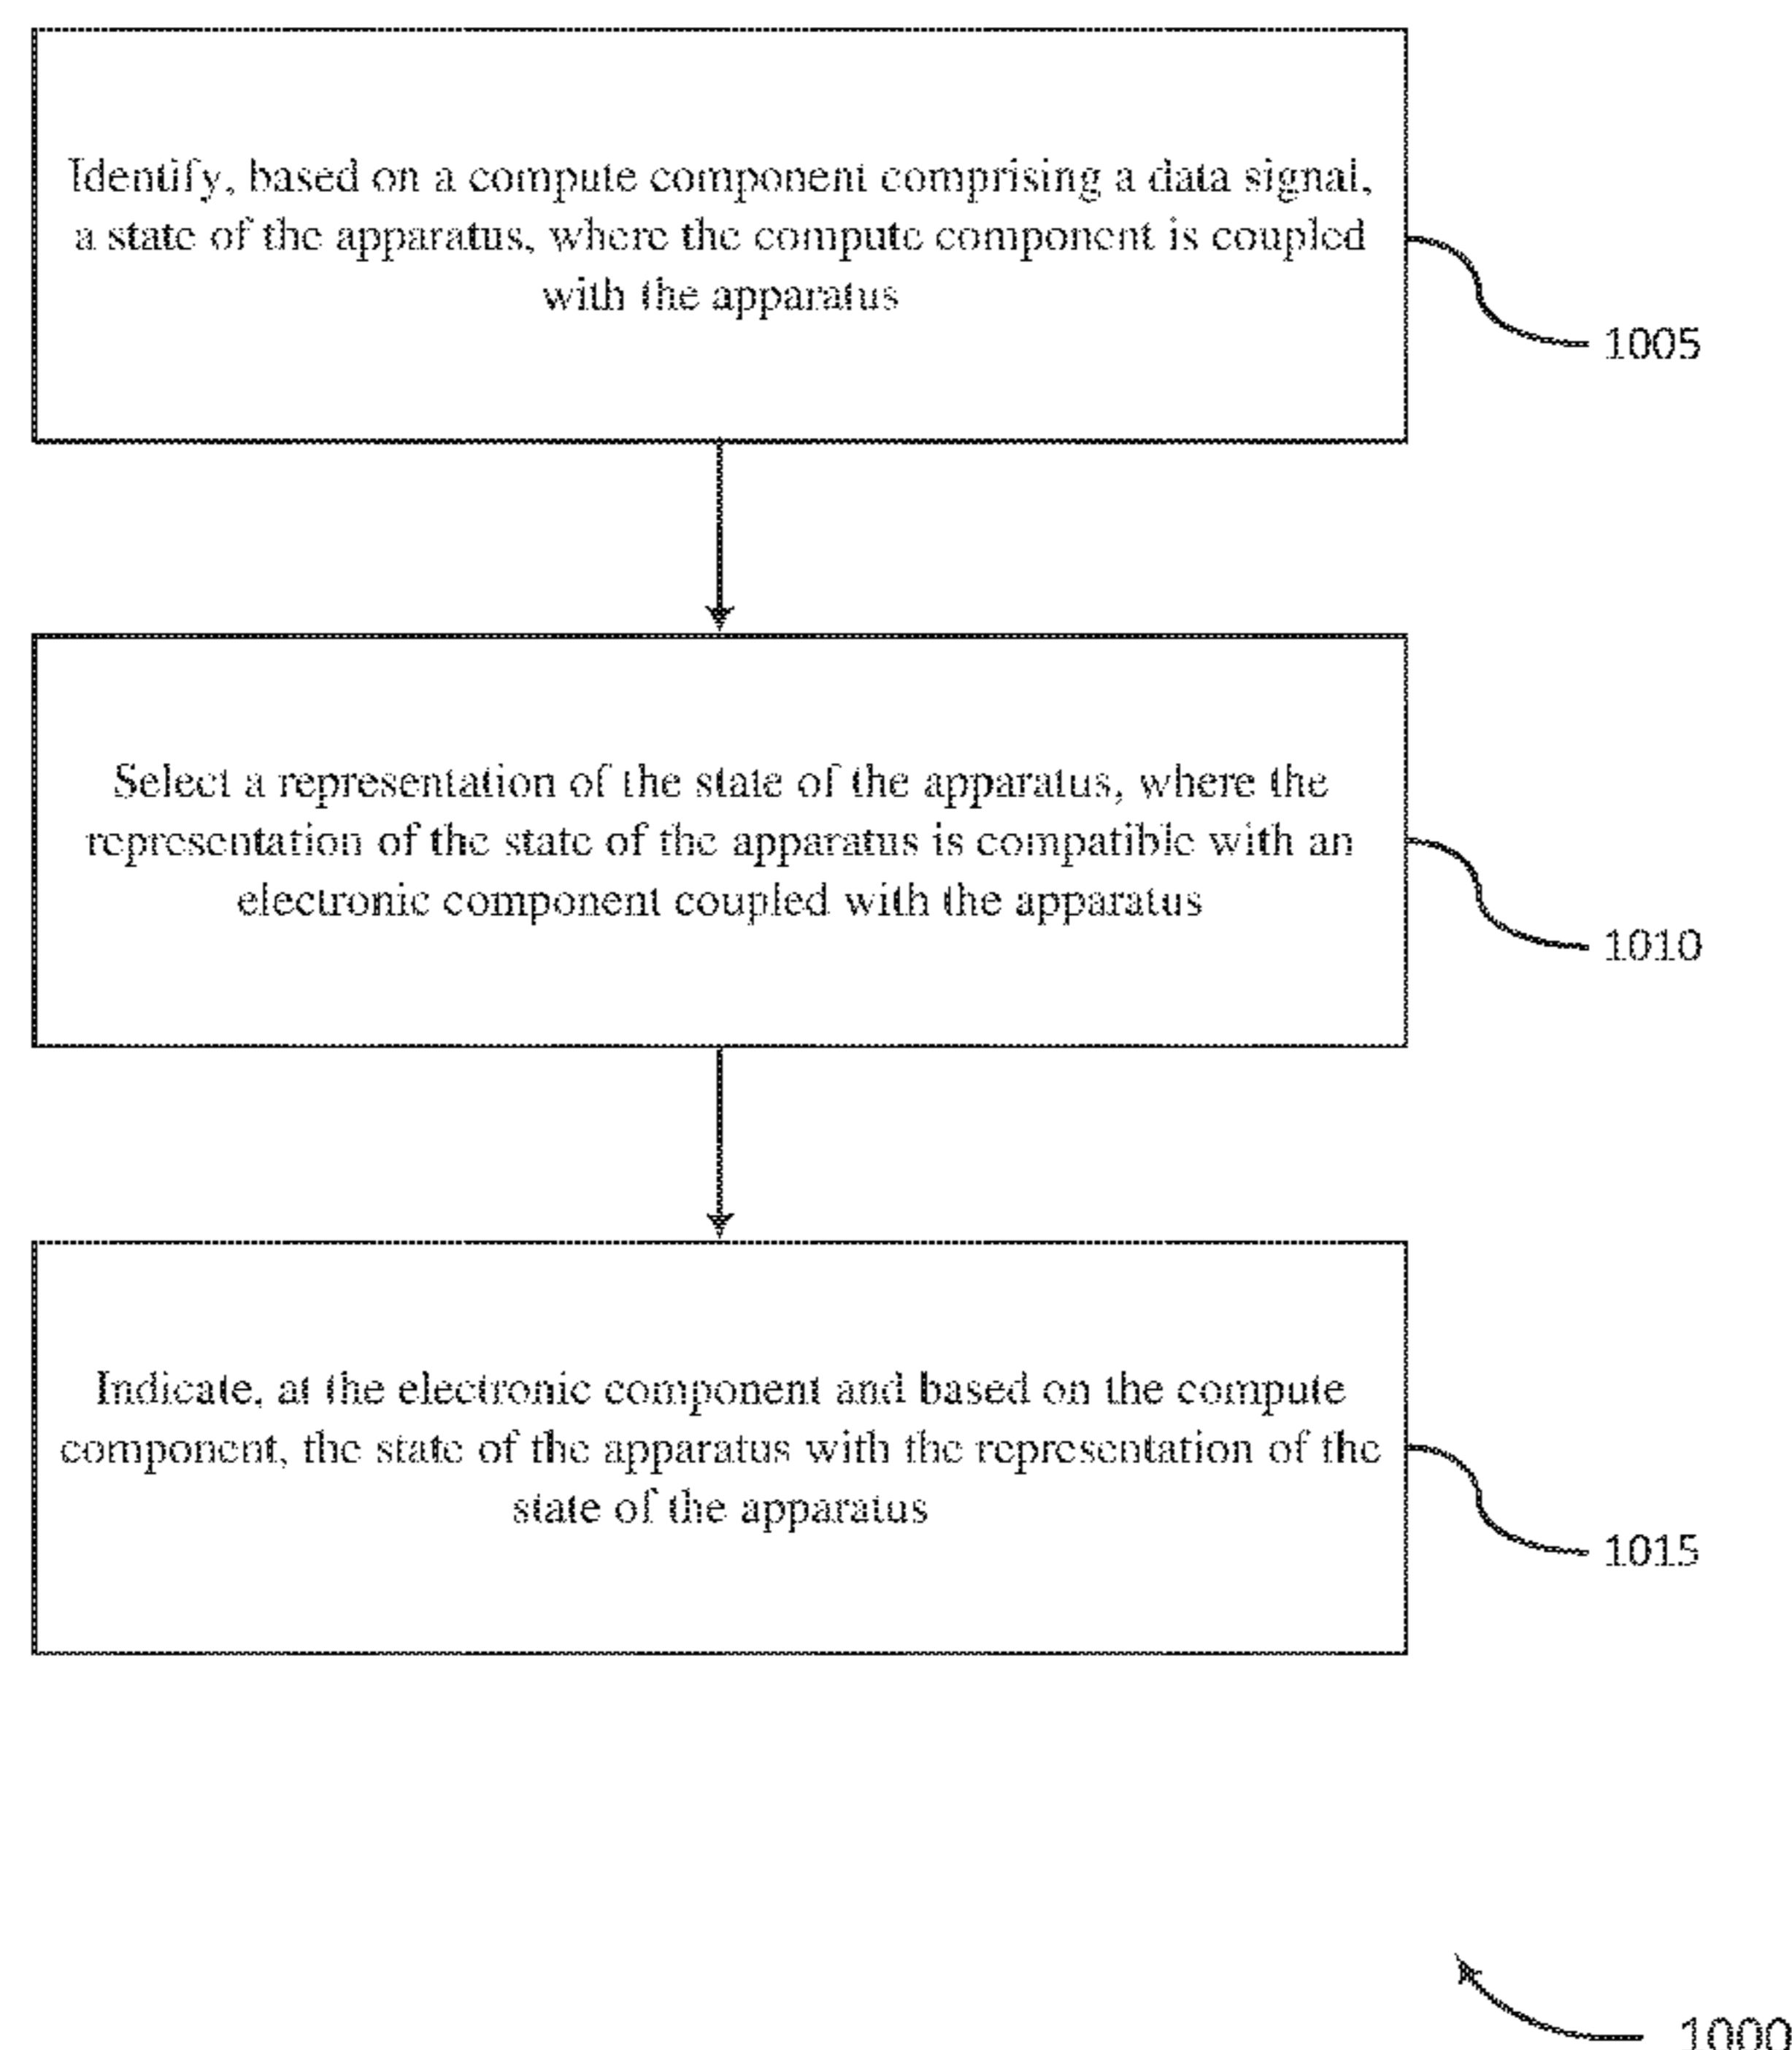 Identify, based on a compute component comprising a data signal,
a state of the apparatus, where the compute component is coupled
with the apparatus
1005
Select a representation of the state of the apparatus, where the
representation of the state of the apparatus is compatible with an
electronic component coupled with the apparatus
1010
Indicate, at the electronic component and based on the compute
component, the state of the apparatus with the representation of the
state of the apparatus
1015
1000